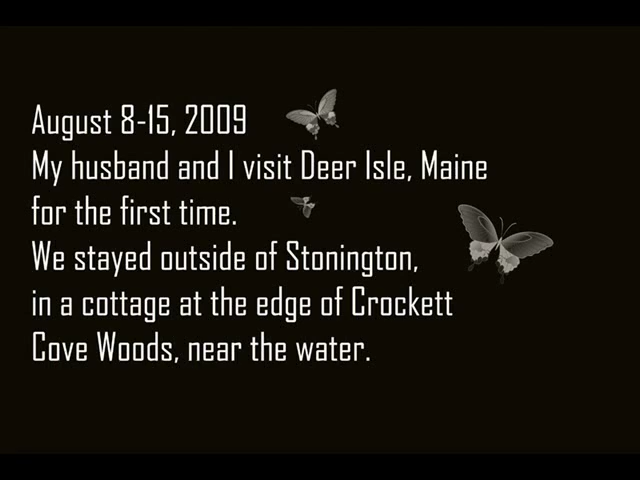 August 8-15, 2009
My husband and I visit Deer Isle, Maine
for the first time.
We stayed outside of Stonington,
in a cottage at the edge of Crockett
Cove Woods, near the water.